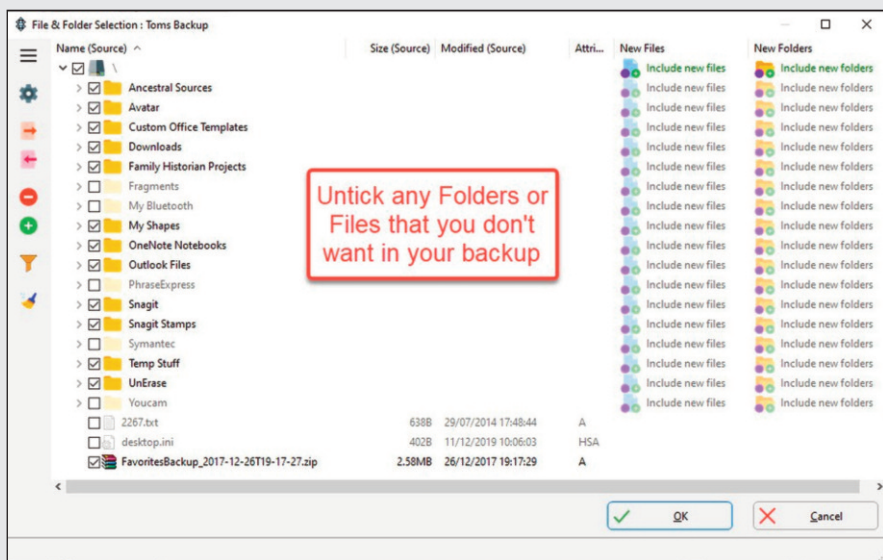 File & Folder Selection : Toms Backup
Name (Source) Size (Source) Modified (Source) Attri... New Files New Folders
\ Include new files Include new folders
Ancestral Sources Include new files Include new folders
Avatar Include new files Include new folders
Custom Office Templates Include new files Include new folders
Downloads Include new files Include new folders
Family Historian Projects Include new files Include new folders
Fragments Include new files Include new folders
My Bluetooth Include new files Include new folders
My Shapes Include new files Include new folders
OneNote Notebooks Include new files Include new folders
Outlook Files Include new files Include new folders
PhraseExpress Include new files Include new folders
Snagit Include new files Include new folders
Snagit Stamps Include new files Include new folders
Symantec Include new files Include new folders
Temp Stuff Include new files Include new folders
UnErase Include new files Include new folders
Youcam Include new files Include new folders
2267.txt 638B 29/07/2014 17:48:44 A
desktop.ini 402B 11/12/2019 10:06:03 HSA
FavoritesBackup_2017-12-26T19-17-27.zip 2.58MB 26/12/2017 19:17:29 A
Untick any Folders or
Files that you don't
want in your backup
OK Cancel